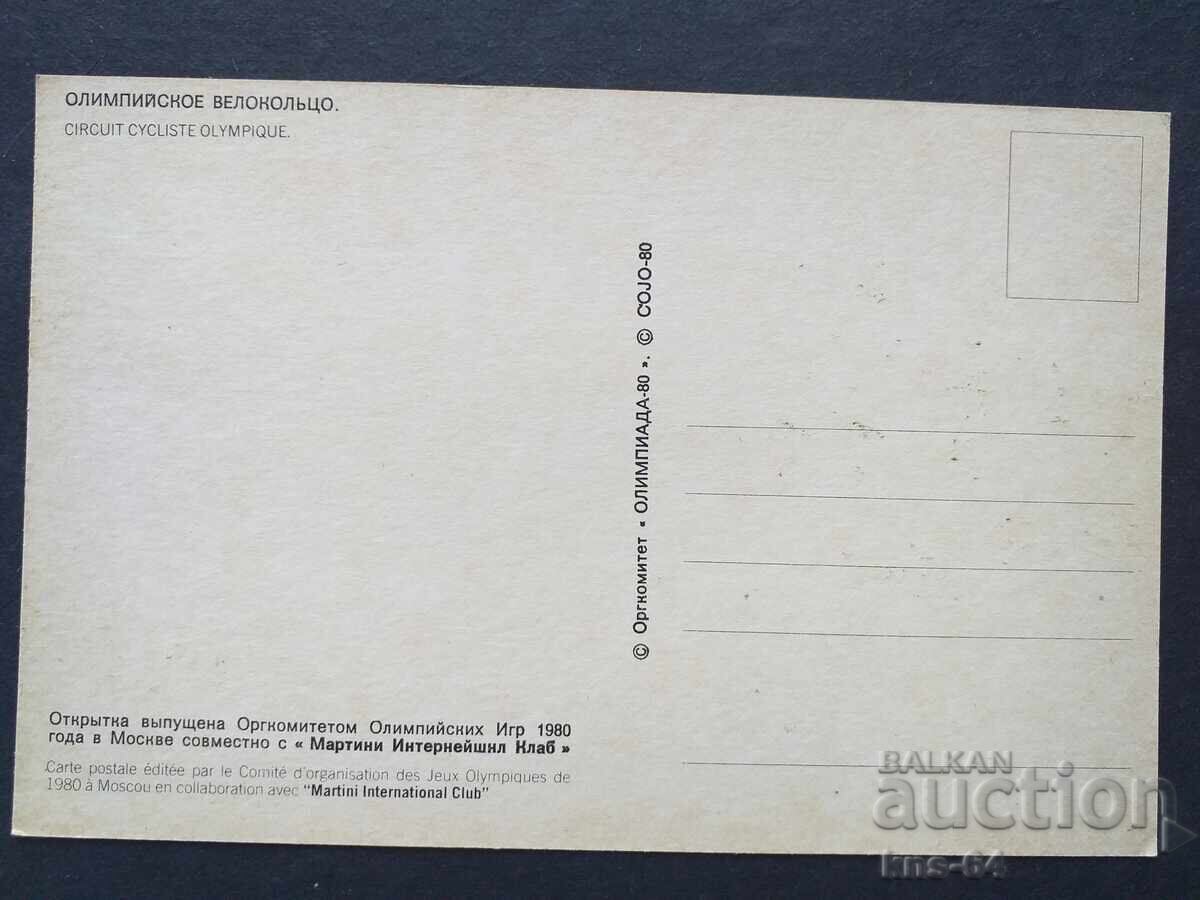 ОЛИМПИЙСКОЕ ВЕЛОКОЛЬЦО.
CIRCUIT CYCLISTE OLYMPIQUE.
© Оргкомитет « ОЛИМПИАДА-80 ». © COJO-80
Открытка выпущена Оргкомитетом Олимпийских Игр 1980
года в Москве совместно с « Мартини Интернейшнл Клаб »
Carte postale éditée par le Comité d'organisation des Jeux Olympiques de
1980 à Moscou en collaboration avec "Martini International Club"
BALKAN
auction
kns-64